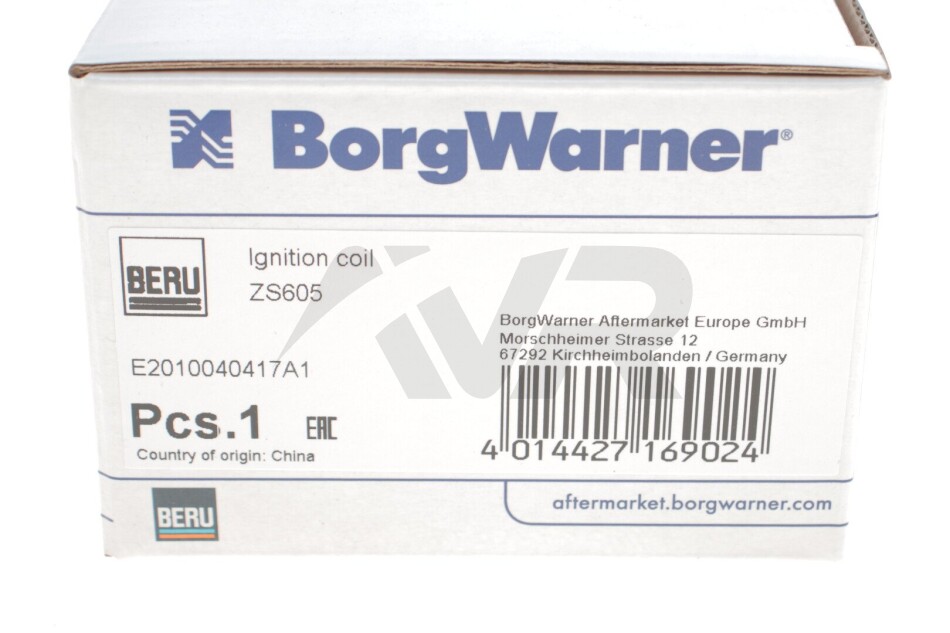 BorgWarner®
BERU
Ignition coil
ZS605
BorgWarner Aftermarket Europe GmbH
Morschheimer Strasse 12
67292 Kirchheimbolanden / Germany
E2010040417A1
Pcs.1 EAC
Country of origin: China
4 014427 169024
IVR
BERU
aftermarket.borgwarner.com